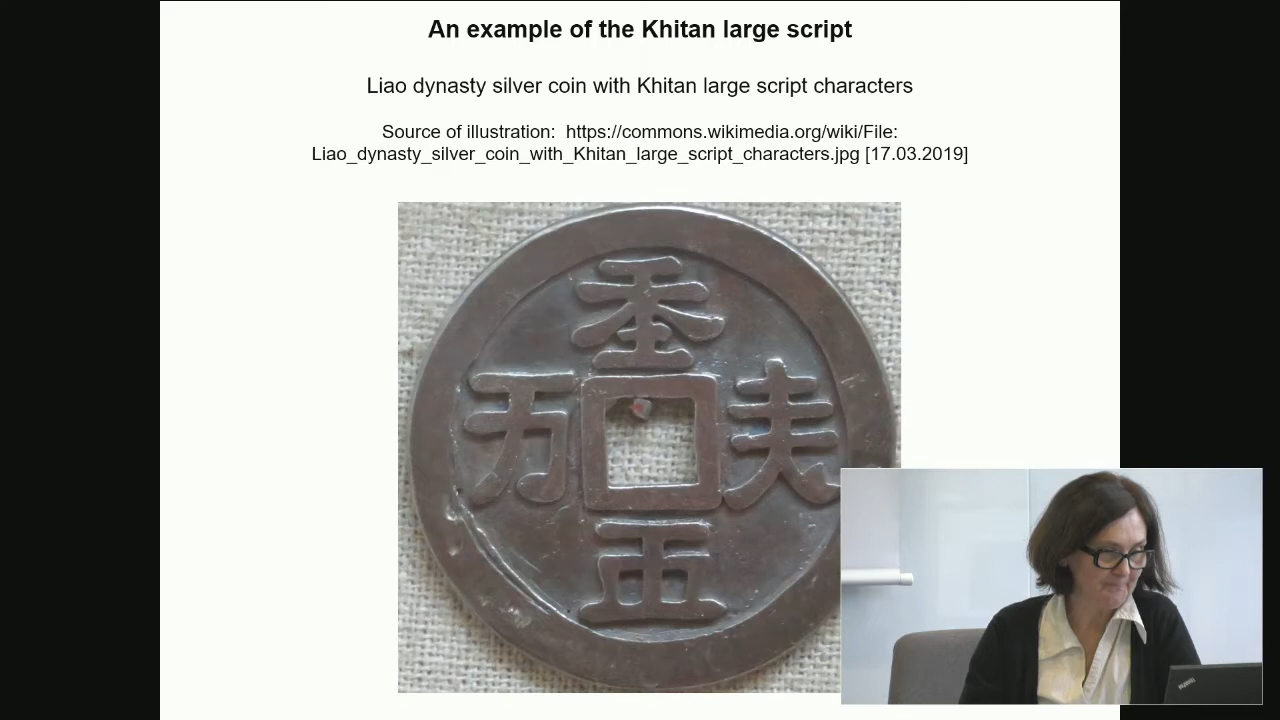 An example of the Khitan large script
Liao dynasty silver coin with Khitan large script characters
Source of illustration: https://commons.wikimedia.org/wiki/File:
Liao_dynasty_silver_coin_with_Khitan_large_script_characters.jpg [17.03.2019]